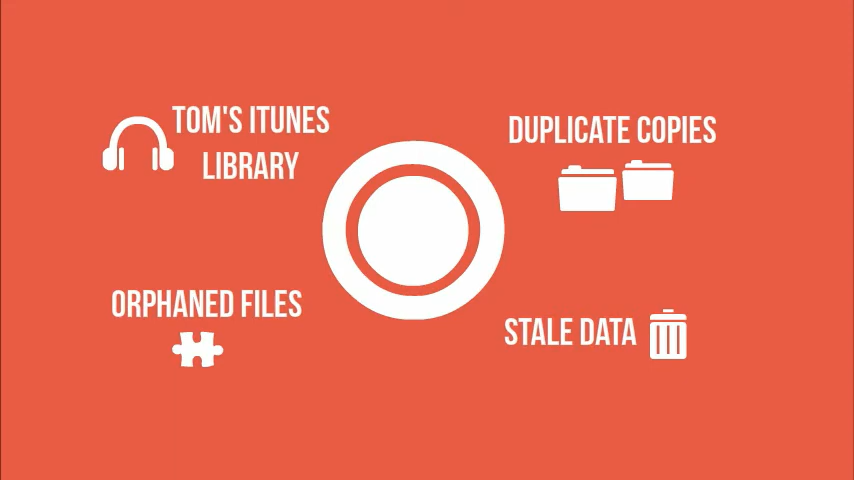 TOM'S ITUNES
LIBRARY
DUPLICATE COPIES
ORPHANED FILES
STALE DATA